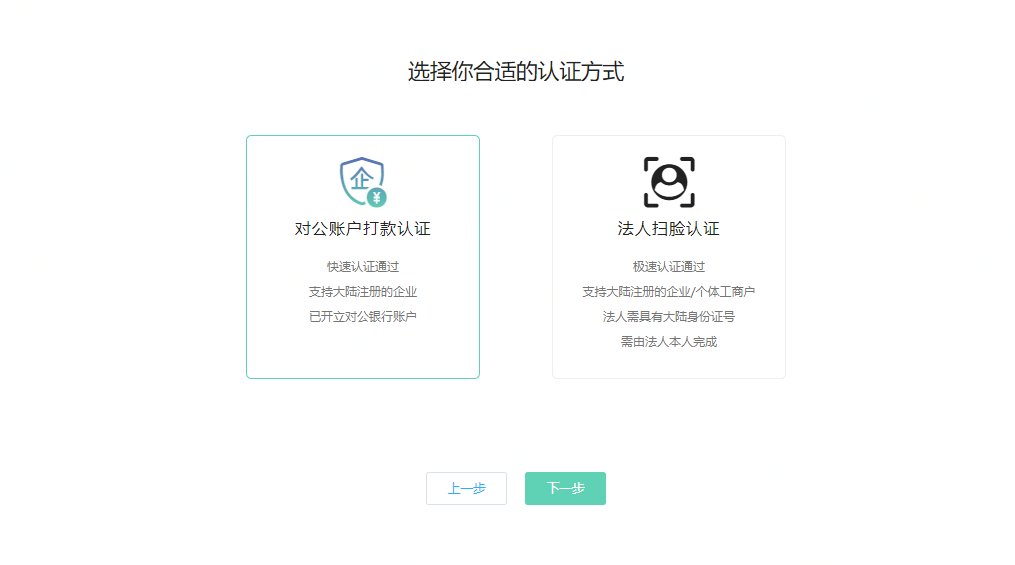 选择你合适的认证方式
企
¥
对公账户打款认证
快速认证通过
支持大陆注册的企业
已开立对公银行账户
法人扫脸认证
极速认证通过
支持大陆注册的企业/个体工商户
法人需具有大陆身份证号
需由法人本人完成
上一步
下一步